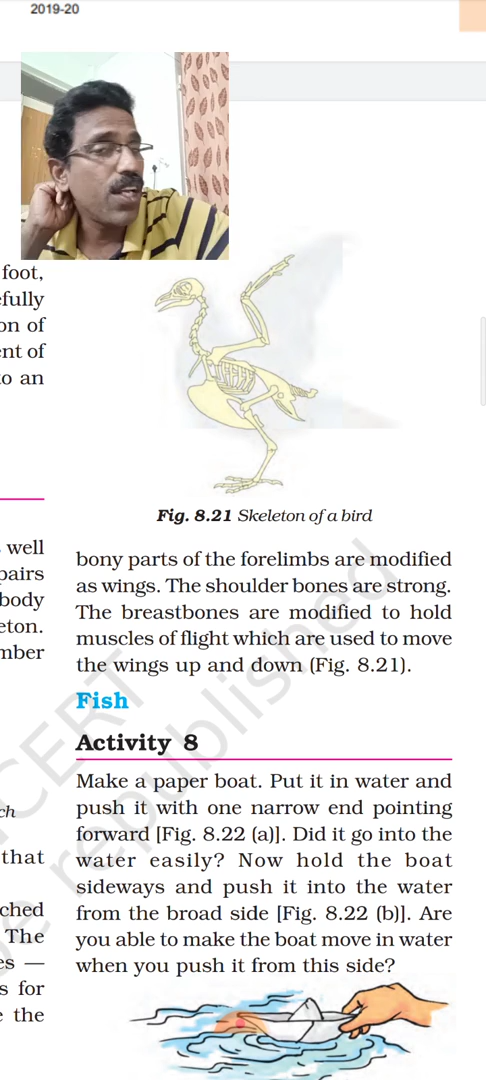 2019-20
foot,
efully
on of
ent of
to an
well
pairs
body
eton.
mber
ch
that
ched
The
es —
s for
e the
Fig. 8.21 Skeleton of a bird
bony parts of the forelimbs are modified
as wings. The shoulder bones are strong.
The breastbones are modified to hold
muscles of flight which are used to move
the wings up and down (Fig. 8.21).
Fish
Activity 8
Make a paper boat. Put it in water and
push it with one narrow end pointing
forward [Fig. 8.22 (a)]. Did it go into the
water easily? Now hold the boat
sideways and push it into the water
from the broad side [Fig. 8.22 (b)]. Are
you able to make the boat move in water
when you push it from this side?
NCERT
be republished